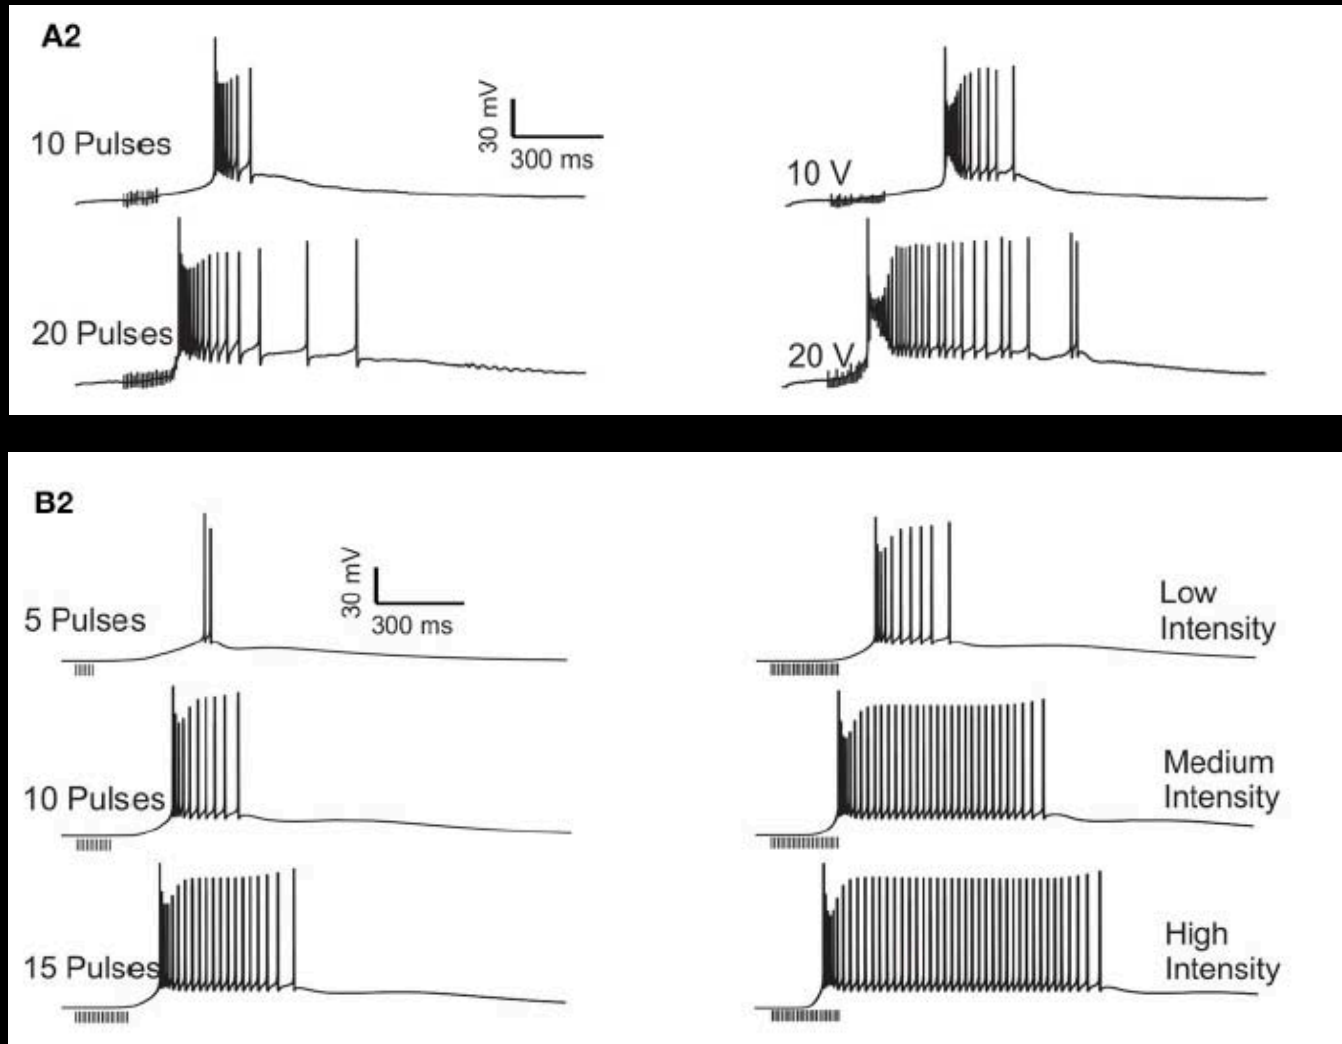 A2
10 Pulses
30 mV
300 ms
10 V
20 Pulses
20 V
B2
5 Pulses
30 mV
300 ms
Low
Intensity
10 Pulses
Medium
Intensity
15 Pulses
High
Intensity